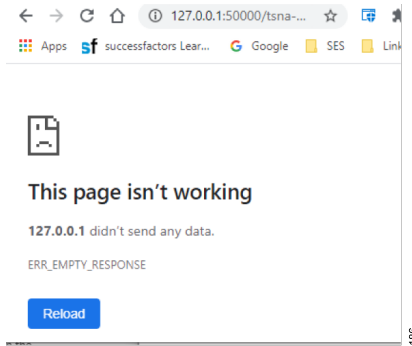 127.0.0.1:50000/tsna-...
Apps sf successfactors Lear... G Google SES Link
This page isn't working
127.0.0.1 didn't send any data.
ERR_EMPTY_RESPONSE
Reload